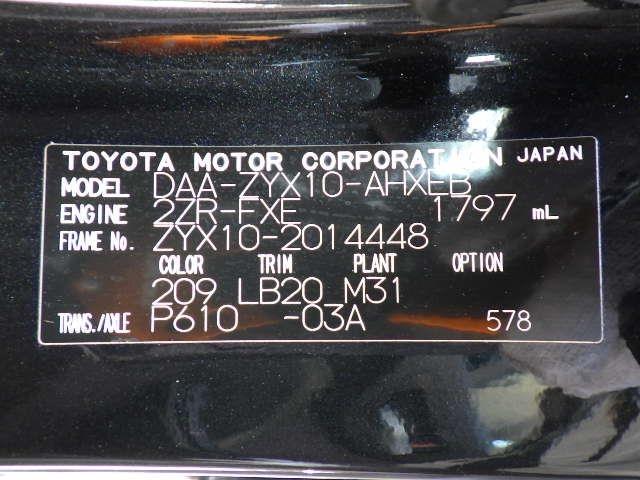 TOYOTA MOTOR CORPORATION JAPAN
MODEL DAA-ZYX10-AHXEB
ENGINE 2ZR-FXE 1797 mL
FRAME No. ZYX10-2014448
COLOR TRIM PLANT OPTION
209 LB20 M31
TRANS./AXLE P610 -03A 578